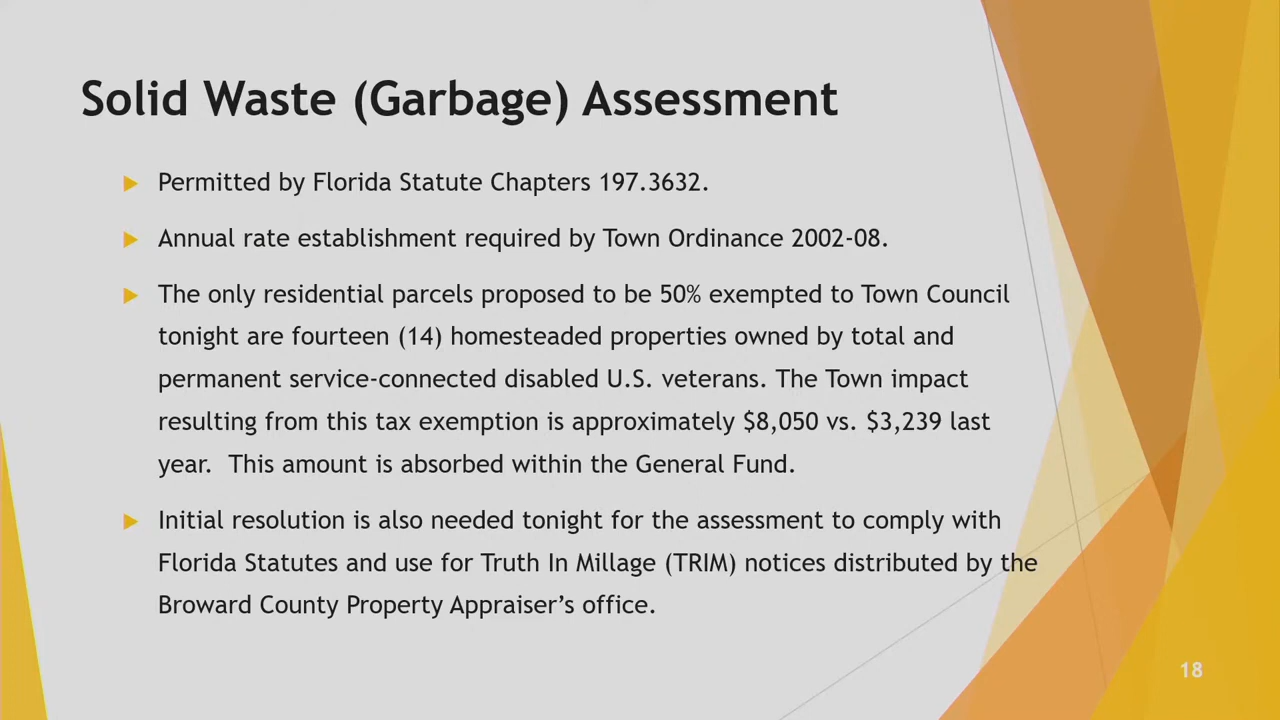 Solid Waste (Garbage) Assessment
Permitted by Florida Statute Chapters 197.3632.
Annual rate establishment required by Town Ordinance 2002-08.
The only residential parcels proposed to be 50% exempted to Town Council
tonight are fourteen (14) homesteaded properties owned by total and
permanent service-connected disabled U.S. veterans. The Town impact
resulting from this tax exemption is approximately $8,050 vs. $3,239 last
year.  This amount is absorbed within the General Fund.
Initial resolution is also needed tonight for the assessment to comply with
Florida Statutes and use for Truth In Millage (TRIM) notices distributed by the
Broward County Property Appraiser’s office.
18